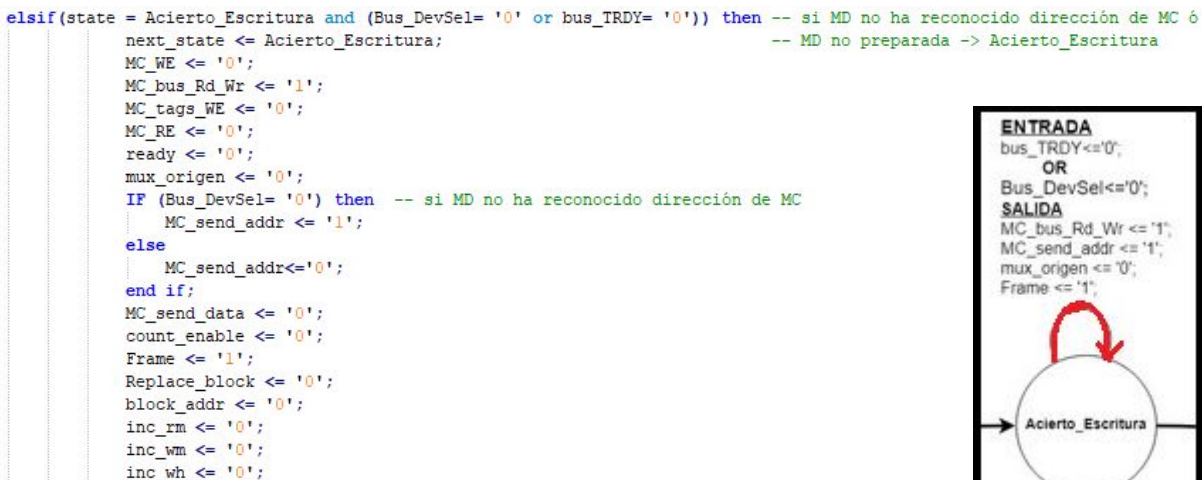 elsif(state = Acierto_Escritura and (Bus_DevSel= '0' or bus_TRDY= '0')) then -- si MD no ha reconocido dirección de MC ó
next_state <= Acierto_Escritura; -- MD no preparada -> Acierto_Escritura
MC_WE <= '0';
MC_bus_Rd_Wr <= '1';
MC_tags_WE <= '0';
MC_RE <= '0';
ready <= '0';
mux_origen <= '0';
IF (Bus_DevSel= '0') then -- si MD no ha reconocido dirección de MC
MC_send_addr <= '1';
else
MC_send_addr<='0';
end if;
MC_send_data <= '0';
count_enable <= '0';
Frame <= '1';
Replace_block <= '0';
block_addr <= '0';
inc_rm <= '0';
inc_wm <= '0';
inc_wh <= '0';
ENTRADA
bus_TRDY<='0';
OR
Bus_DevSel<='0';
SALIDA
MC_bus_Rd_Wr <= '1';
MC_send_addr <= '1';
mux_origen <= '0';
Frame <= '1';
Acierto_Escritura